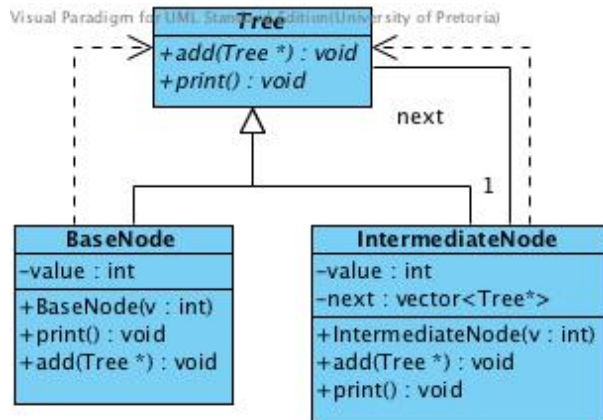 Visual Paradigm for UML Standard Edition(University of Pretoria)
Tree
+add(Tree *) : void
+print() : void
next
1
BaseNode
-value : int
+BaseNode(v : int)
+print() : void
+add(Tree *) : void
IntermediateNode
-value : int
-next : vector<Tree*>
+IntermediateNode(v : int)
+add(Tree *) : void
+print() : void